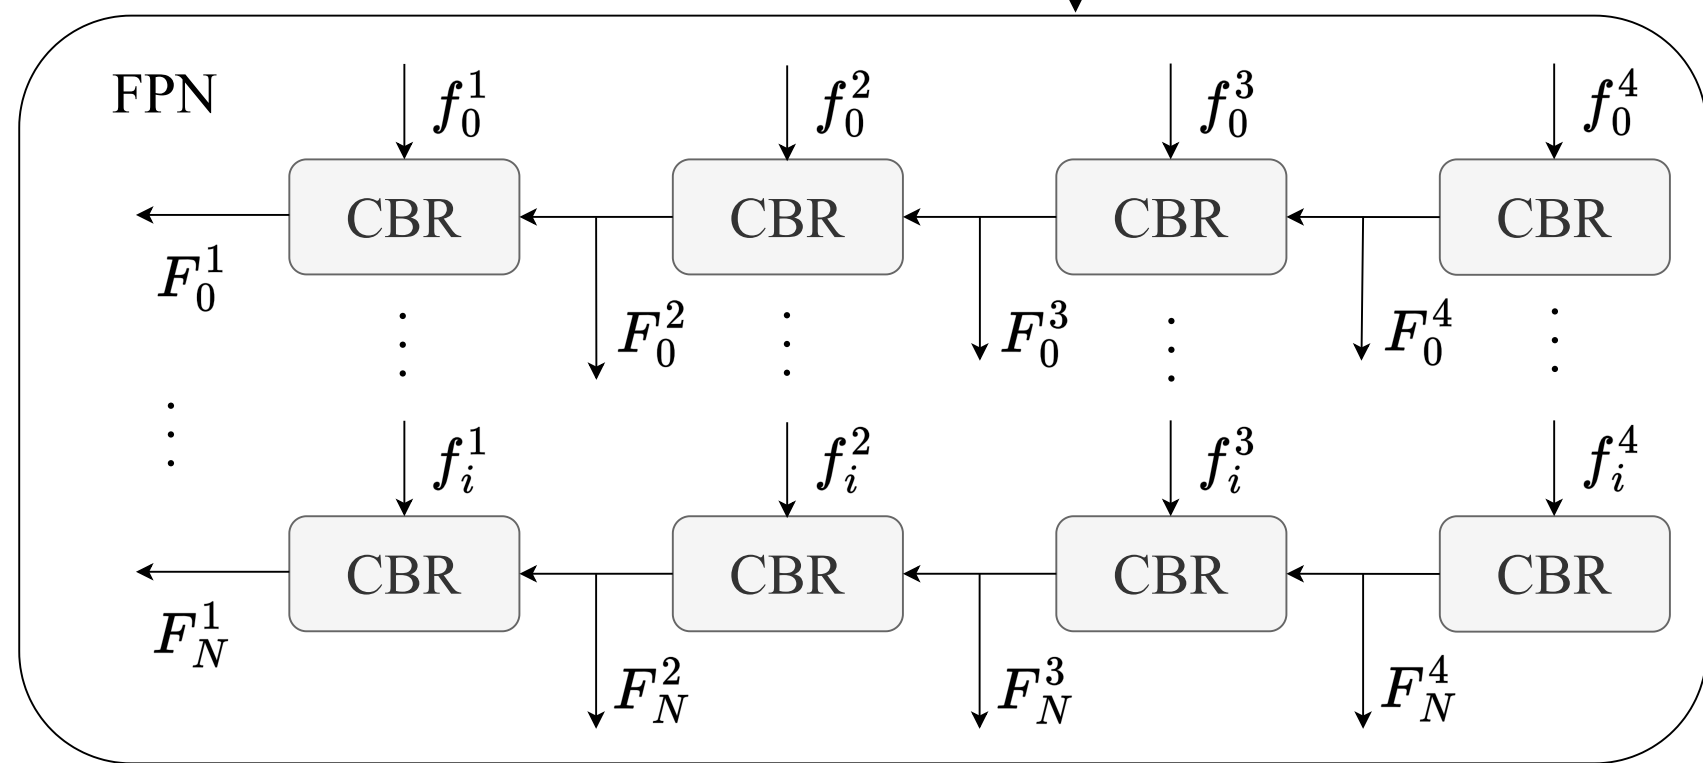 FPN
$f_0^1$ $f_0^2$ $f_0^3$ $f_0^4$
CBR CBR CBR CBR
$F_0^1$ $F_0^2$ $F_0^3$ $F_0^4$
$f_i^1$ $f_i^2$ $f_i^3$ $f_i^4$
CBR CBR CBR CBR
$F_N^1$ $F_N^2$ $F_N^3$ $F_N^4$